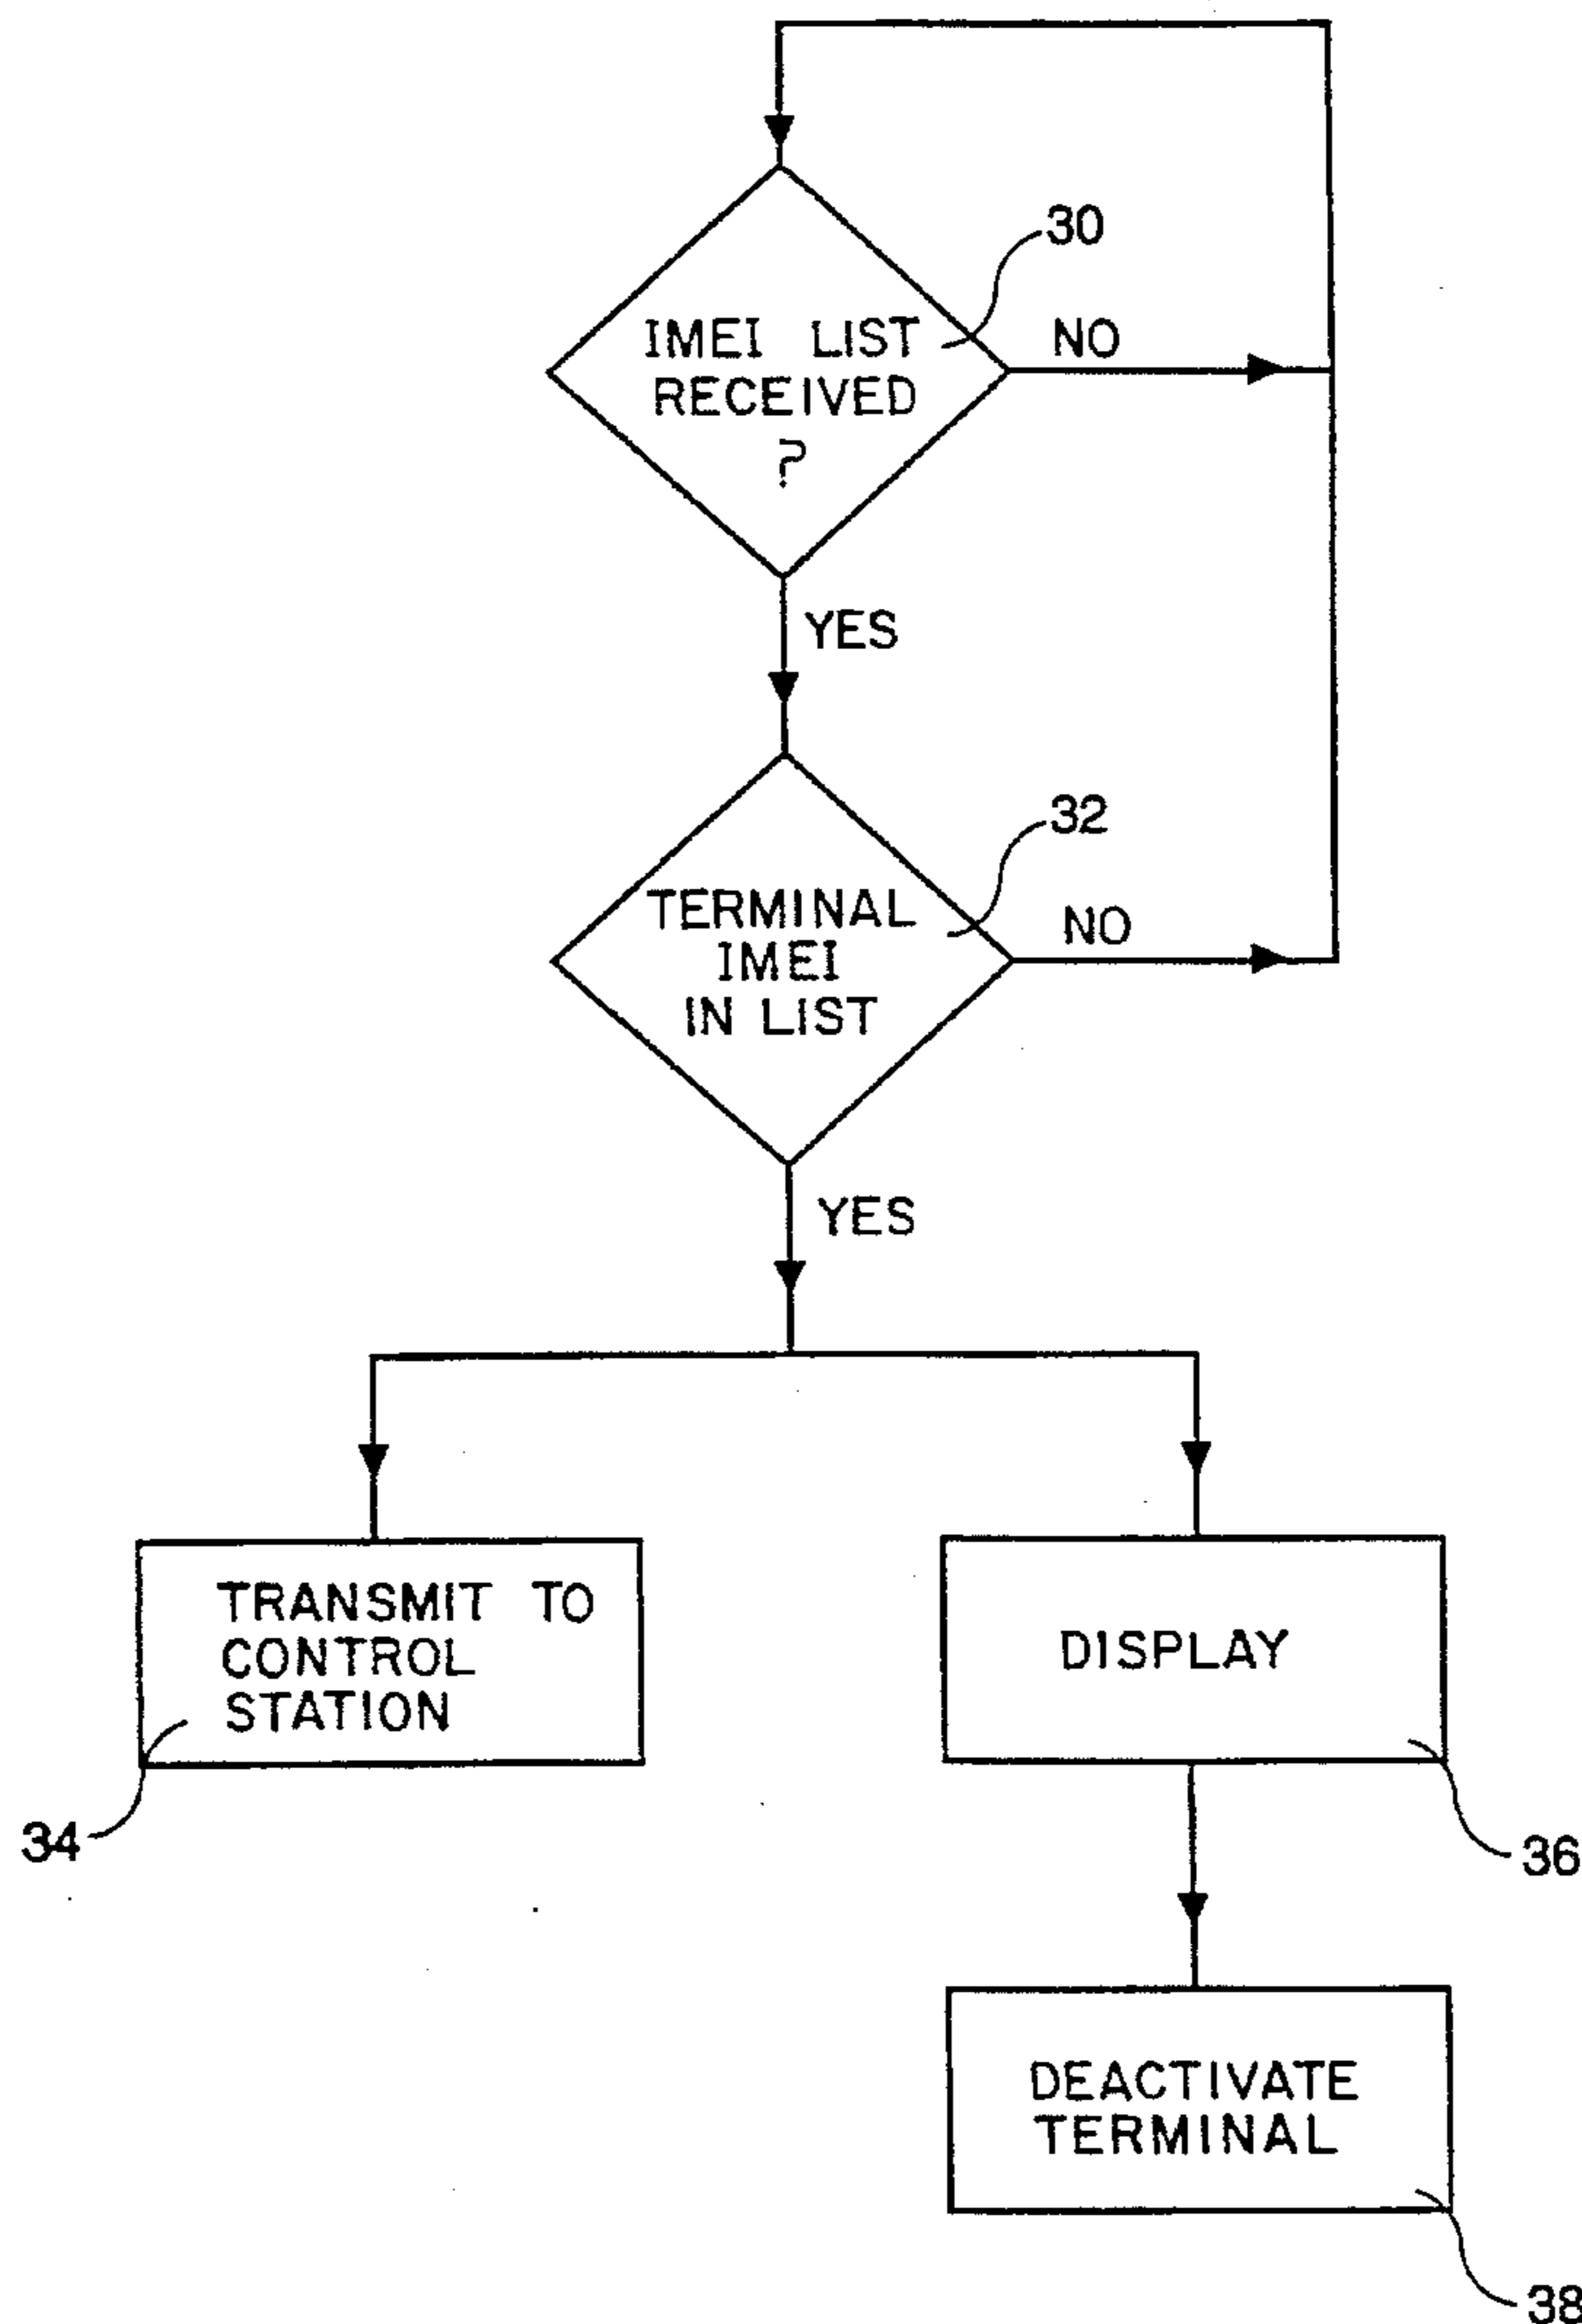 30
IMEI LIST
RECEIVED
?
NO
YES
32
TERMINAL
IMEI
IN LIST
NO
YES
TRANSMIT TO
CONTROL
STATION
34
DISPLAY
36
DEACTIVATE
TERMINAL
38